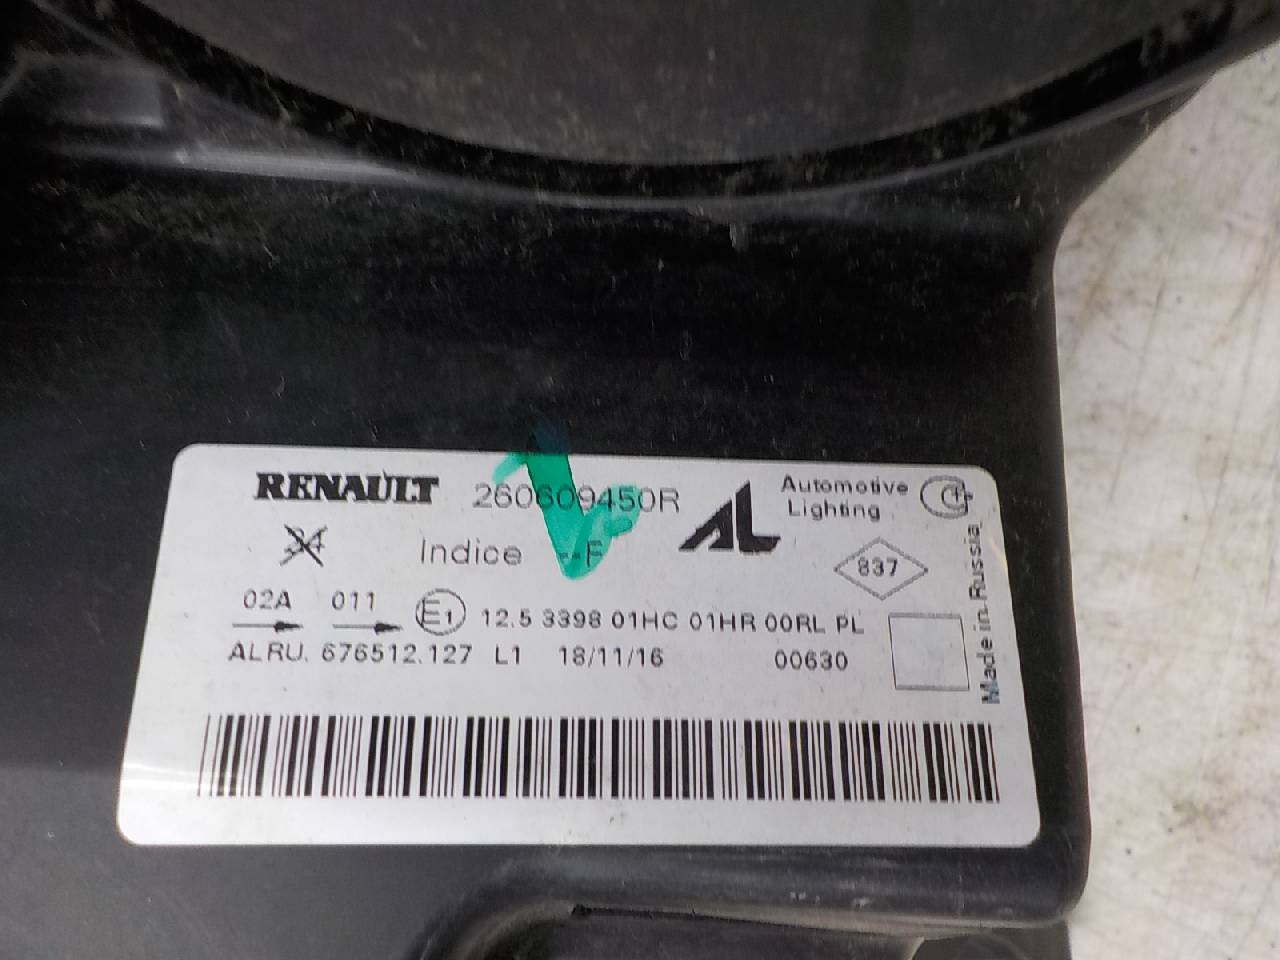 RENAULT 260609450R
AL Automotive Lighting
Indice --F
837
02A 011 E1 12.5 3398 01HC 01HR 00RL PL
ALRU. 676512.127 L1 18/11/16 00630
Made in Russia